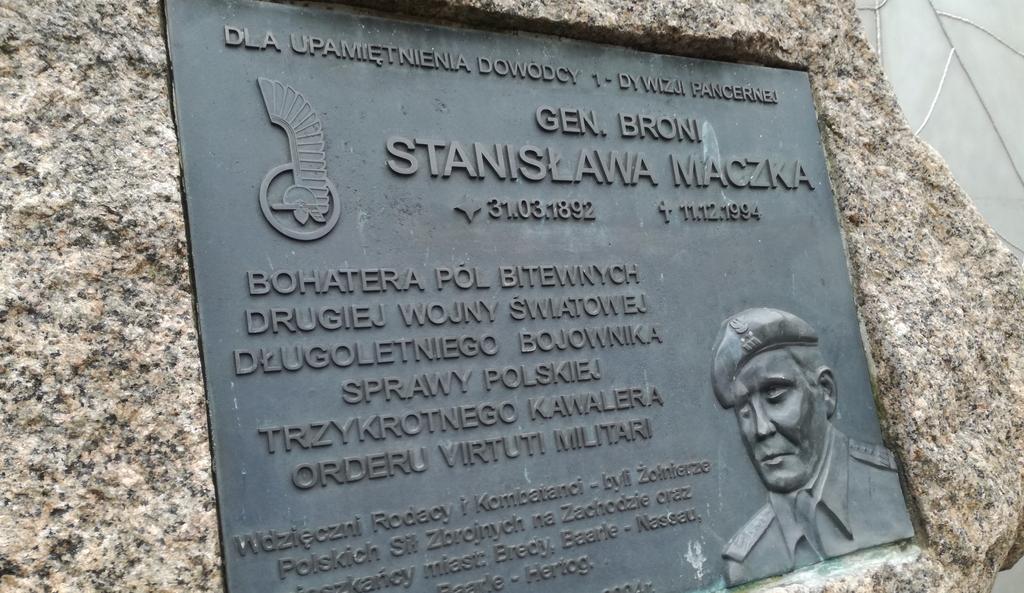 DLA UPAMIĘTNIENIA DOWÓDCY 1 - DYWIZJI PANCERNEJ
GEN. BRONI
STANISŁAWA MACZKA
31.03.1892 11.12.1994
BOHATERA PÓL BITEWNYCH
DRUGIEJ WOJNY ŚWIATOWEJ
DŁUGOLETNIEGO BOJOWNIKA
SPRAWY POLSKIEJ
TRZYKROTNEGO KAWALERA
ORDERU VIRTUTI MILITARI
Wdzięczni Rodacy i Kombatanci - byli Żołnierze
Polskich Sił Zbrojnych na Zachodzie oraz
miast: Bredy, Baarle - Nassau,
Baarle - Hertog.